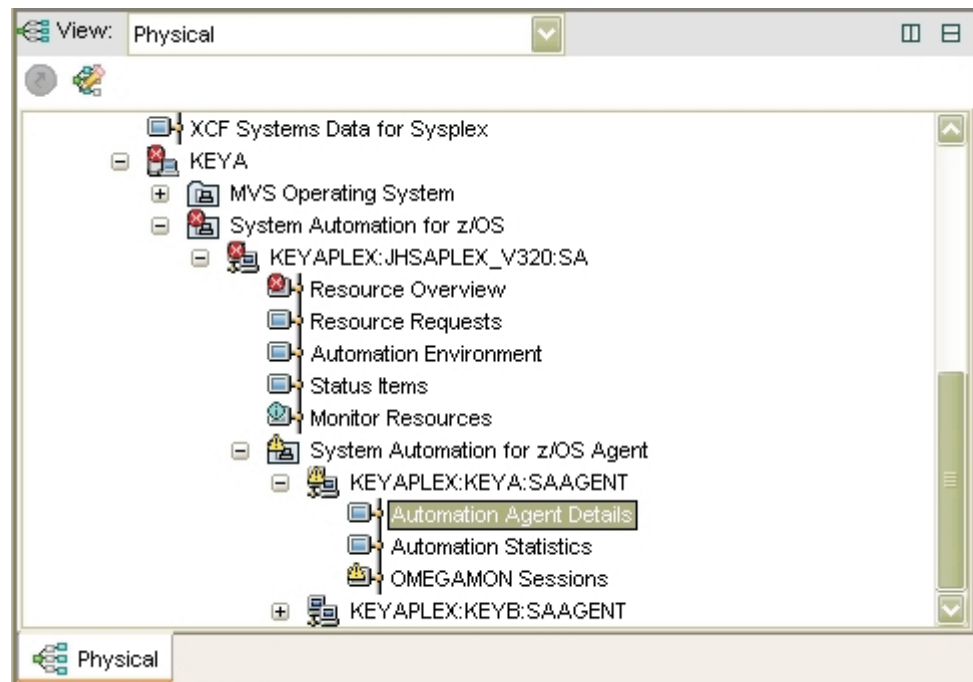 View: Physical
XCF Systems Data for Sysplex
KEYA
MVS Operating System
System Automation for z/OS
KEYAPLEX:JHSAPLEX_V320:SA
Resource Overview
Resource Requests
Automation Environment
Status Items
Monitor Resources
System Automation for z/OS Agent
KEYAPLEX:KEYA:SAAGENT
Automation Agent Details
Automation Statistics
OMEGAMON Sessions
KEYAPLEX:KEYB:SAAGENT
Physical